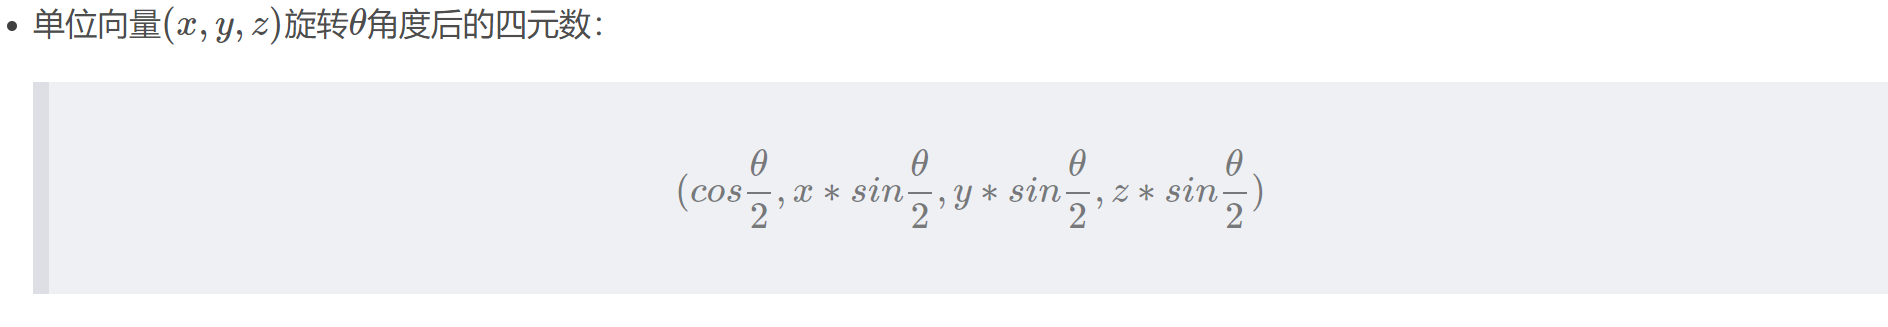 • 单位向量(x, y, z)旋转θ角度后的四元数：
(cos θ/2, x * sin θ/2, y * sin θ/2, z * sin θ/2)